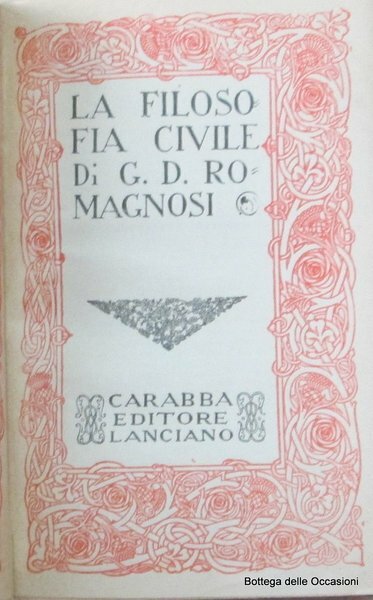 LA FILOSO=
FIA CIVILE
Di G. D. RO=
MAGNOSI
CARABBA
EDITORE
LANCIANO
Bottega delle Occasioni